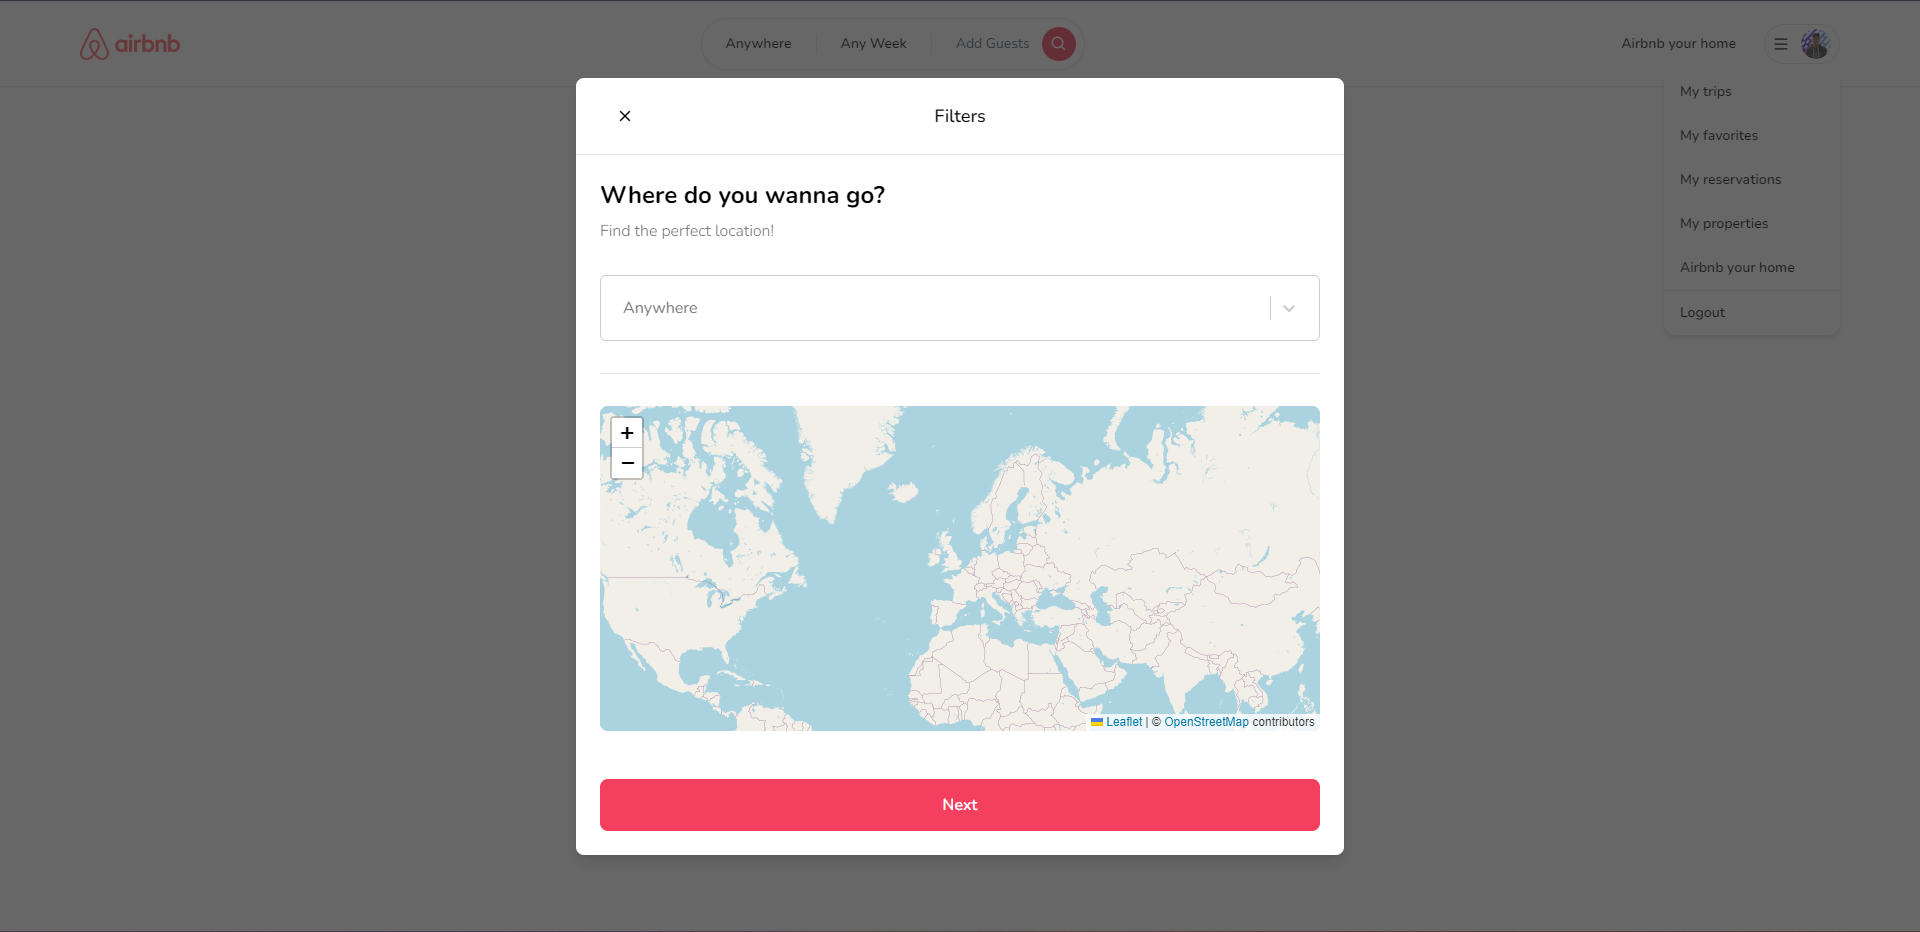 airbnb
Anywhere
Any Week
Add Guests
Airbnb your home
My trips
My favorites
My reservations
My properties
Airbnb your home
Logout
Filters
Where do you wanna go?
Find the perfect location!
Anywhere
+
−
Leaflet | © OpenStreetMap contributors
Next